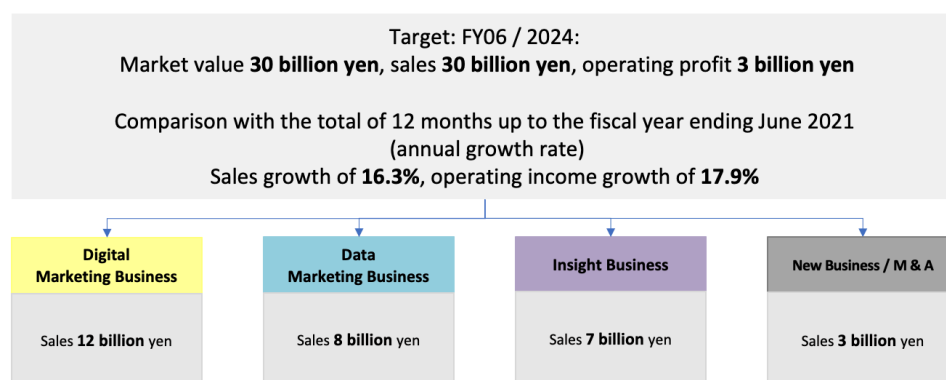 Target: FY06 / 2024:
Market value 30 billion yen, sales 30 billion yen, operating profit 3 billion yen
Comparison with the total of 12 months up to the fiscal year ending June 2021
(annual growth rate)
Sales growth of 16.3%, operating income growth of 17.9%
Digital
Marketing Business
Sales 12 billion yen
Data
Marketing Business
Sales 8 billion yen
Insight Business
Sales 7 billion yen
New Business / M & A
Sales 3 billion yen